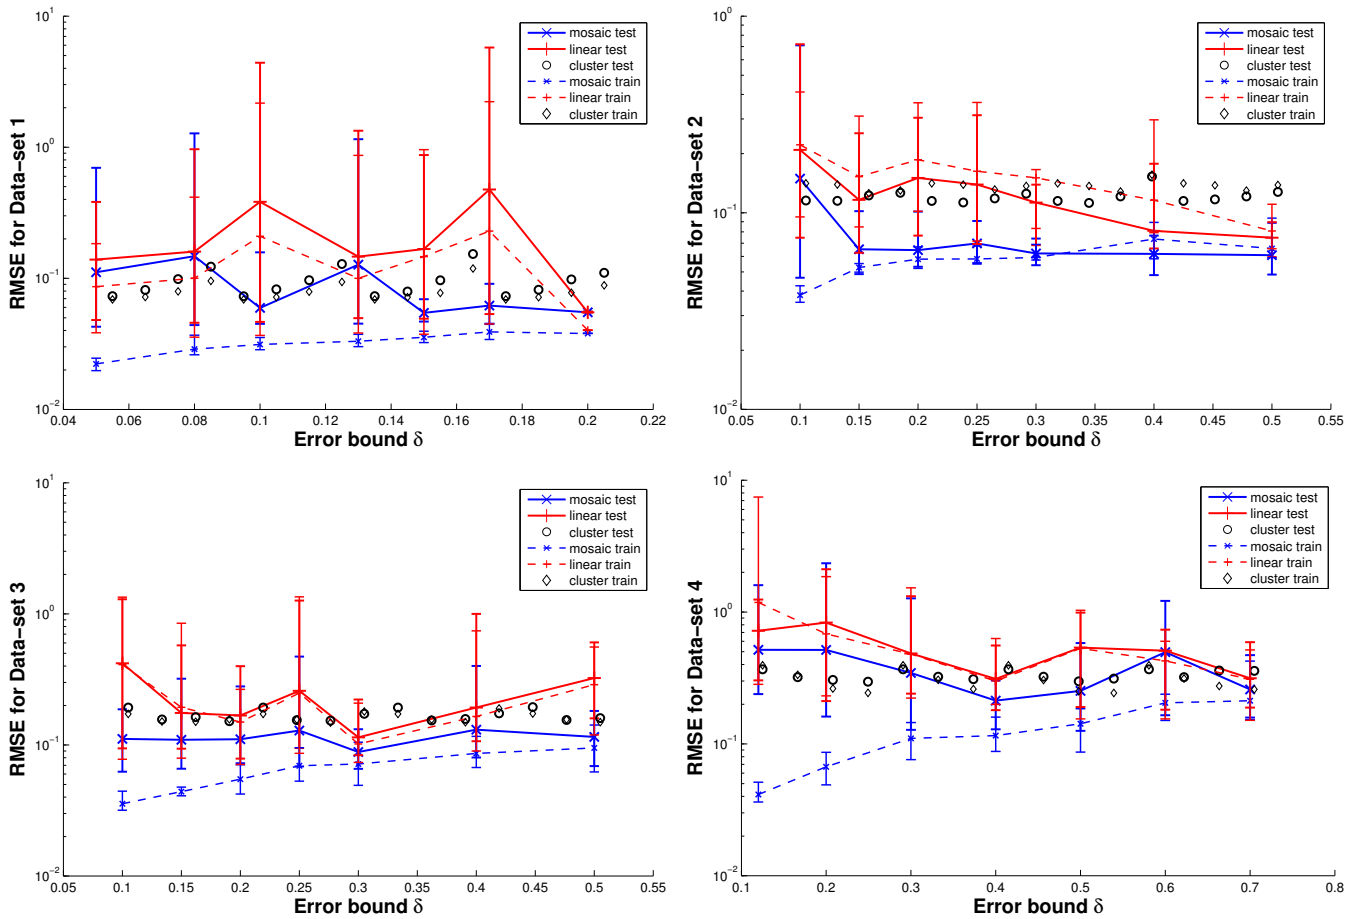 RMSE for Data-set 1
10^1
10^0
10^-1
10^-2
mosaic test
linear test
cluster test
mosaic train
linear train
cluster train
0.04 0.06 0.08 0.1 0.12 0.14 0.16 0.18 0.2 0.22
Error bound δ
RMSE for Data-set 2
10^0
10^-1
10^-2
mosaic test
linear test
cluster test
mosaic train
linear train
cluster train
0.05 0.1 0.15 0.2 0.25 0.3 0.35 0.4 0.45 0.5 0.55
Error bound δ
RMSE for Data-set 3
10^1
10^0
10^-1
10^-2
mosaic test
linear test
cluster test
mosaic train
linear train
cluster train
0.05 0.1 0.15 0.2 0.25 0.3 0.35 0.4 0.45 0.5 0.55
Error bound δ
RMSE for Data-set 4
10^1
10^0
10^-1
10^-2
mosaic test
linear test
cluster test
mosaic train
linear train
cluster train
0.1 0.2 0.3 0.4 0.5 0.6 0.7 0.8
Error bound δ